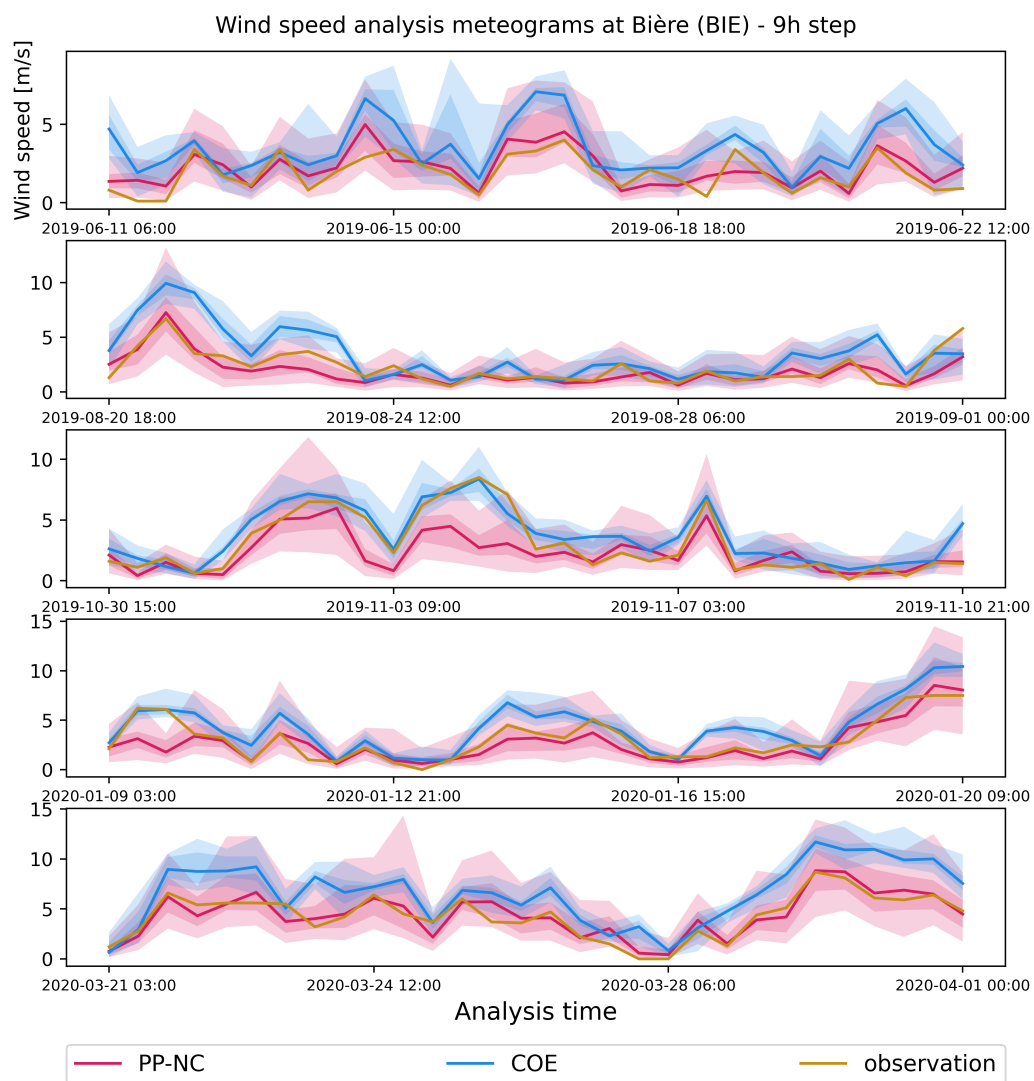 Wind speed analysis meteograms at Bière (BIE) - 9h step
Wind speed [m/s]
5
0
2019-06-11 06:00 2019-06-15 00:00 2019-06-18 18:00 2019-06-22 12:00
10
5
0
2019-08-20 18:00 2019-08-24 12:00 2019-08-28 06:00 2019-09-01 00:00
10
5
0
2019-10-30 15:00 2019-11-03 09:00 2019-11-07 03:00 2019-11-10 21:00
15
10
5
0
2020-01-09 03:00 2020-01-12 21:00 2020-01-16 15:00 2020-01-20 09:00
15
10
5
0
2020-03-21 03:00 2020-03-24 12:00 2020-03-28 06:00 2020-04-01 00:00
Analysis time
PP-NC COE observation